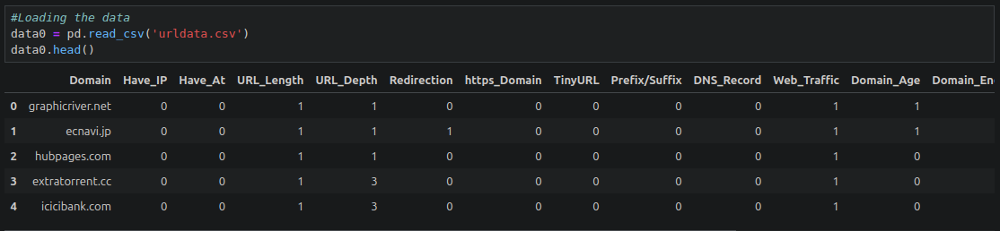 #Loading the data
data0 = pd.read_csv('urldata.csv')
data0.head()
Domain Have_IP Have_At URL_Length URL_Depth Redirection https_Domain TinyURL Prefix/Suffix DNS_Record Web_Traffic Domain_Age Domain_En
0 graphicriver.net 0 0 1 1 0 0 0 0 0 1 1
1 ecnavi.jp 0 0 1 1 1 0 0 0 0 1 1
2 hubpages.com 0 0 1 1 0 0 0 0 0 1 0
3 extratorrent.cc 0 0 1 3 0 0 0 0 0 1 0
4 icicibank.com 0 0 1 3 0 0 0 0 0 1 0